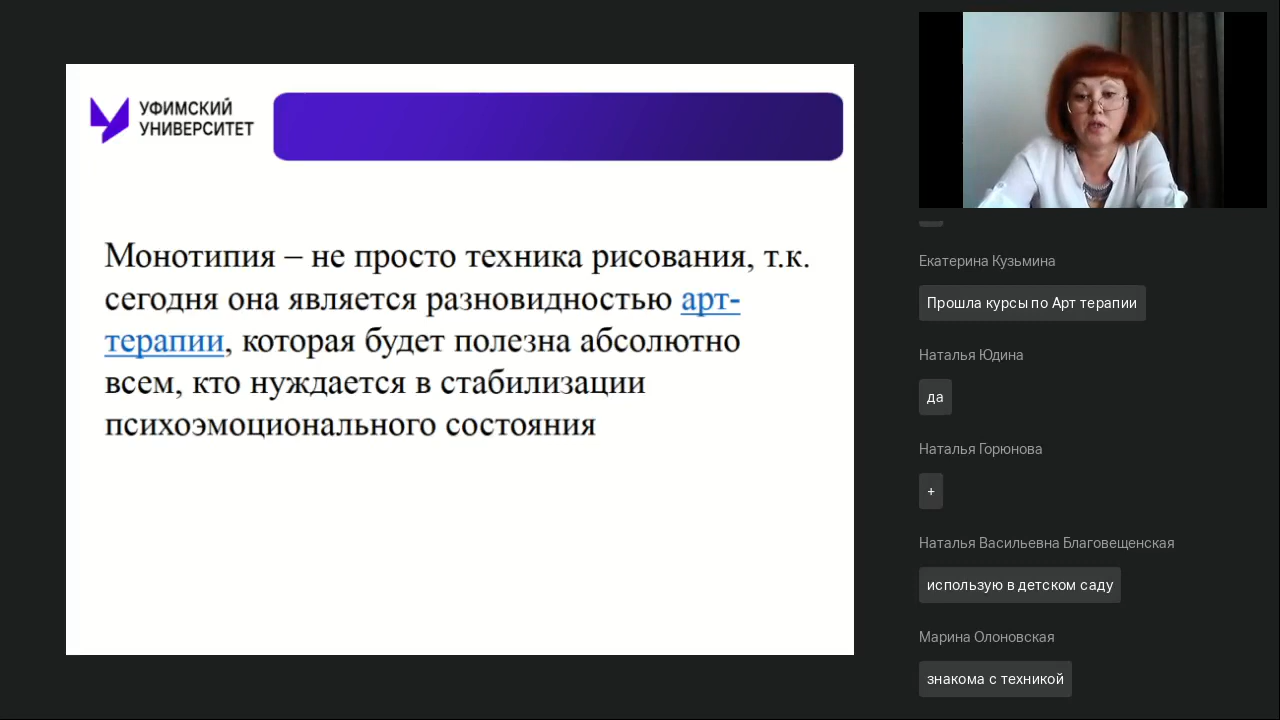 УФИМСКИЙ
УНИВЕРСИТЕТ
Монотипия – не просто техника рисования, т.к.
сегодня она является разновидностью арт-
терапии, которая будет полезна абсолютно
всем, кто нуждается в стабилизации
психоэмоционального состояния
Екатерина Кузьмина
Прошла курсы по Арт терапии
Наталья Юдина
да
Наталья Горюнова
+
Наталья Васильевна Благовещенская
использую в детском саду
Марина Олоновская
знакома с техникой